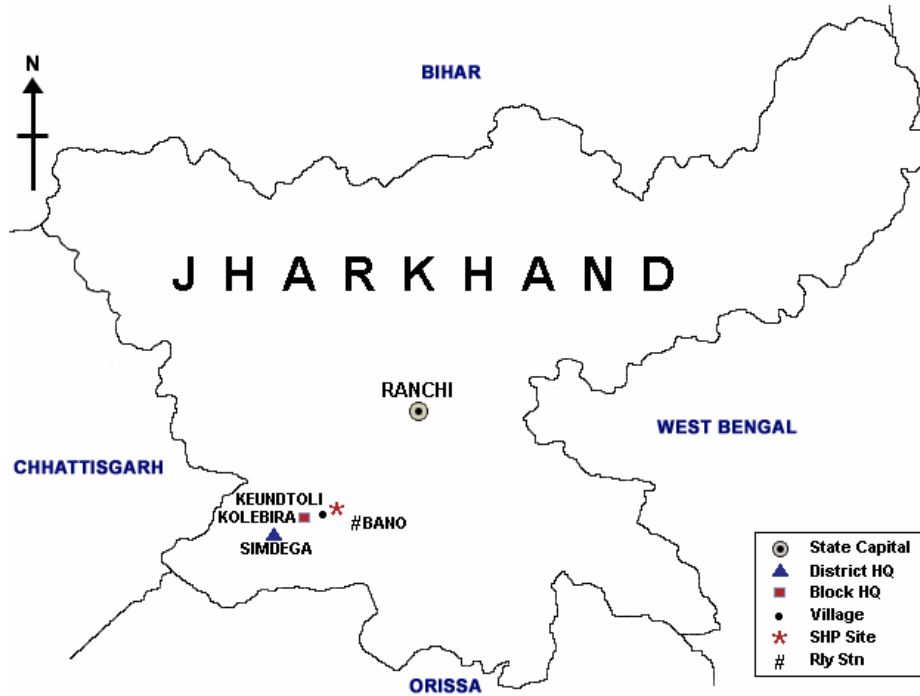 N
BIHAR
JHARKHAND
RANCHI
WEST BENGAL
CHHATTISGARH
KEUNDTOLI
KOLEBIRA
#BANO
SIMDEGA
ORISSA
State Capital
District HQ
Block HQ
Village
SHP Site
# Rly Stn